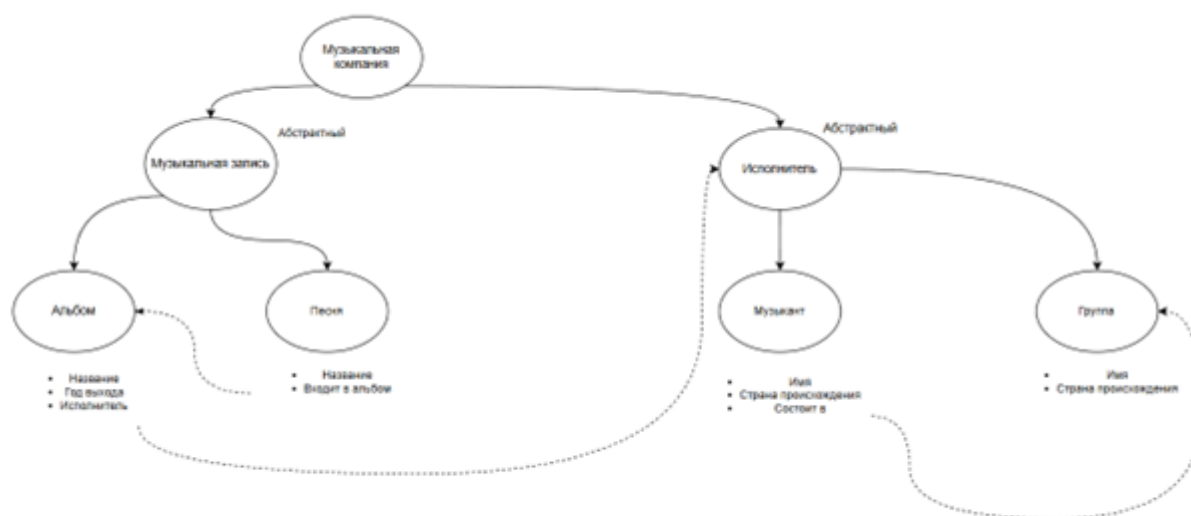 Музыкальная
компания
Абстрактный
Музыкальная запись
Абстрактный
Исполнитель
Альбом
Песня
Музыкант
Группа
• Название
• Год выхода
• Исполнитель
• Название
• Входит в альбом
• Имя
• Страна происхождения
• Состоит в
• Имя
• Страна происхождения